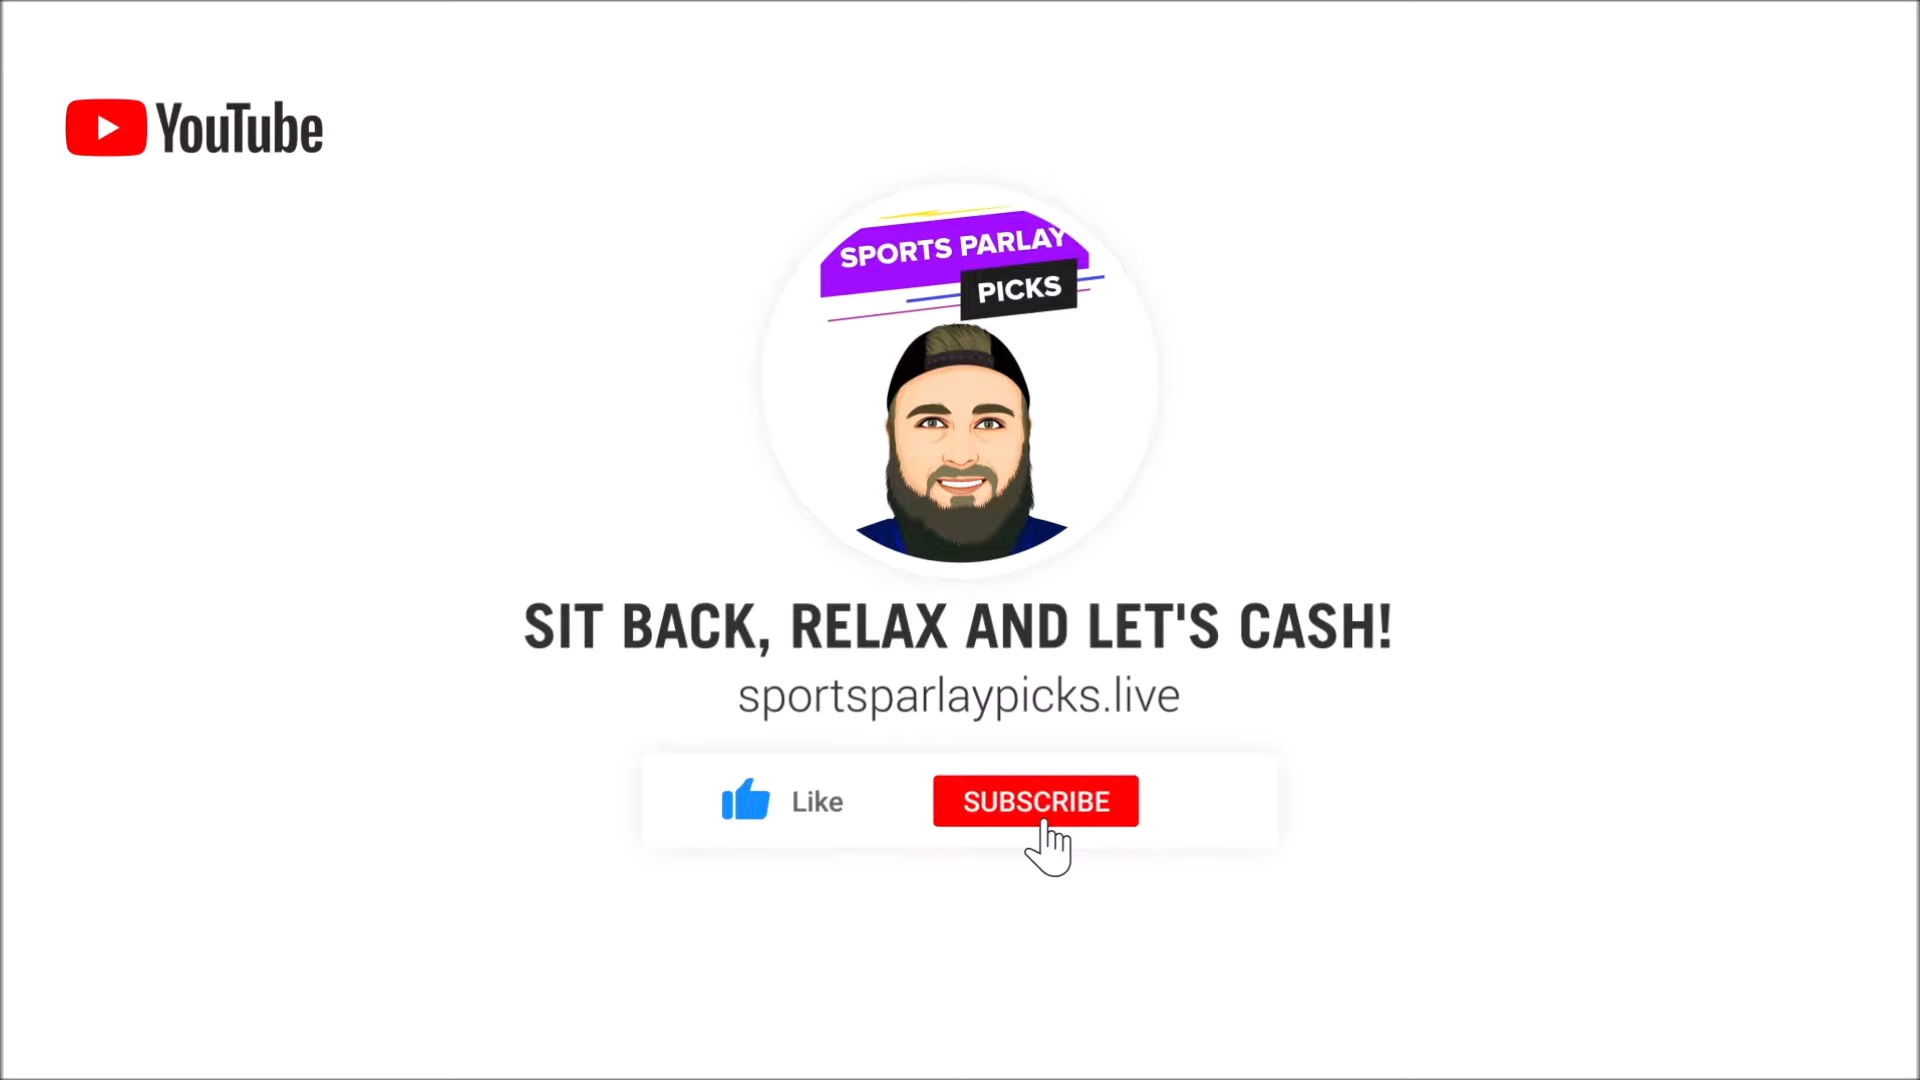 YouTube
SPORTS PARLAY
PICKS
SIT BACK, RELAX AND LET'S CASH!
sportsparlaypicks.live
Like
SUBSCRIBE